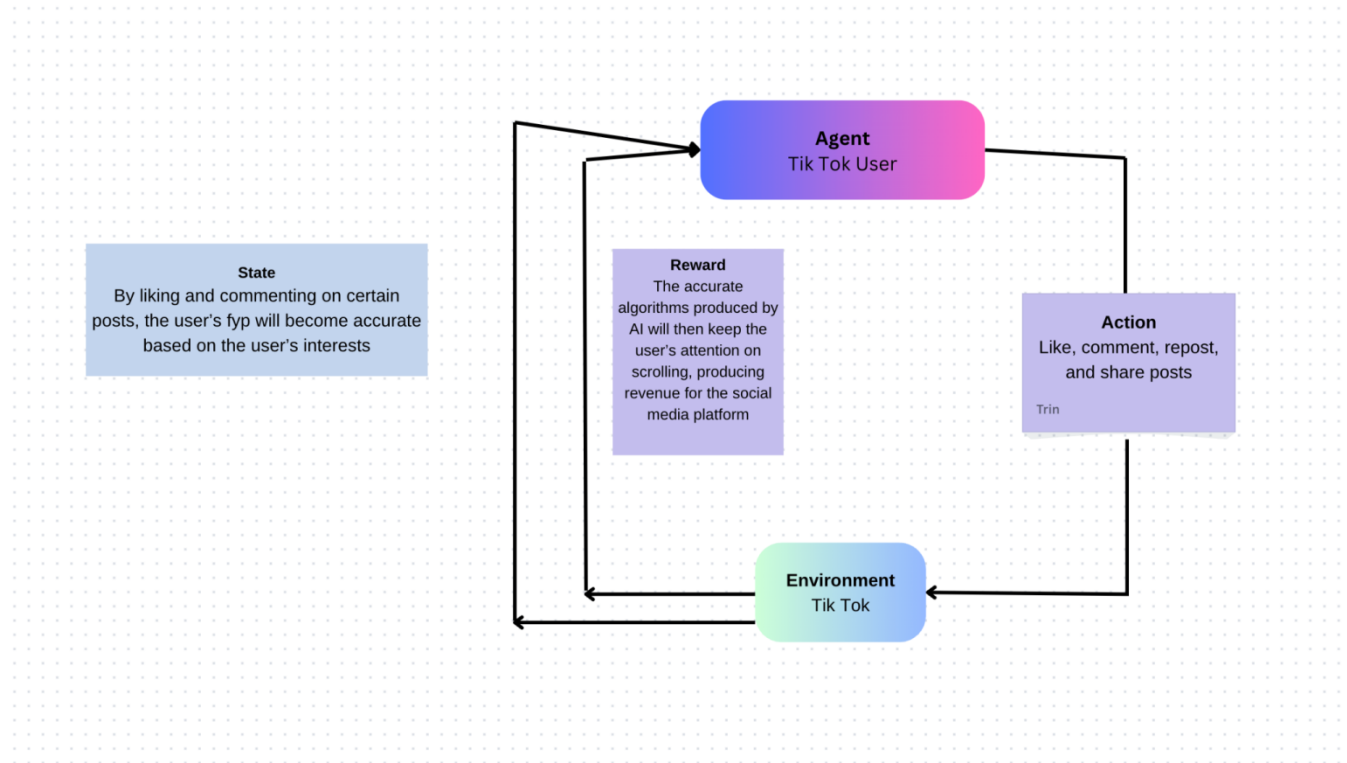 Agent
Tik Tok User
State
By liking and commenting on certain
posts, the user's fyp will become accurate
based on the user's interests
Reward
The accurate
algorithms produced by
AI will then keep the
user's attention on
scrolling, producing
revenue for the social
media platform
Action
Like, comment, repost,
and share posts
Trin
Environment
Tik Tok